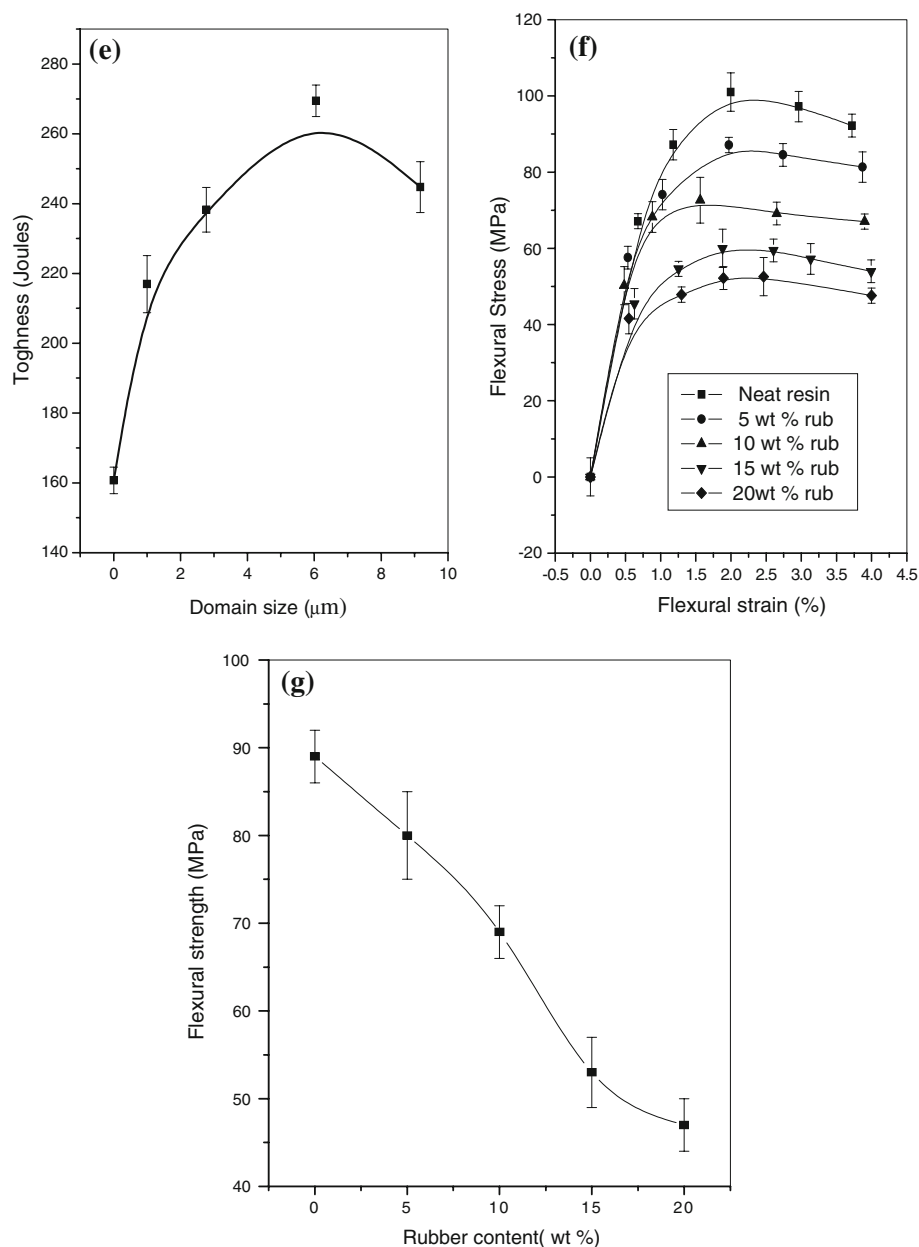 (e)
280
260
240
220
200
180
160
140
Toghness (Joules)
0 2 4 6 8 10
Domain size (μm)
(f)
120
100
80
60
40
20
0
-20
Flexural Stress (MPa)
Neat resin
5 wt % rub
10 wt % rub
15 wt % rub
20wt % rub
-0.5 0.0 0.5 1.0 1.5 2.0 2.5 3.0 3.5 4.0 4.5
Flexural strain (%)
(g)
100
90
80
70
60
50
40
Flexural strength (MPa)
0 5 10 15 20
Rubber content( wt %)